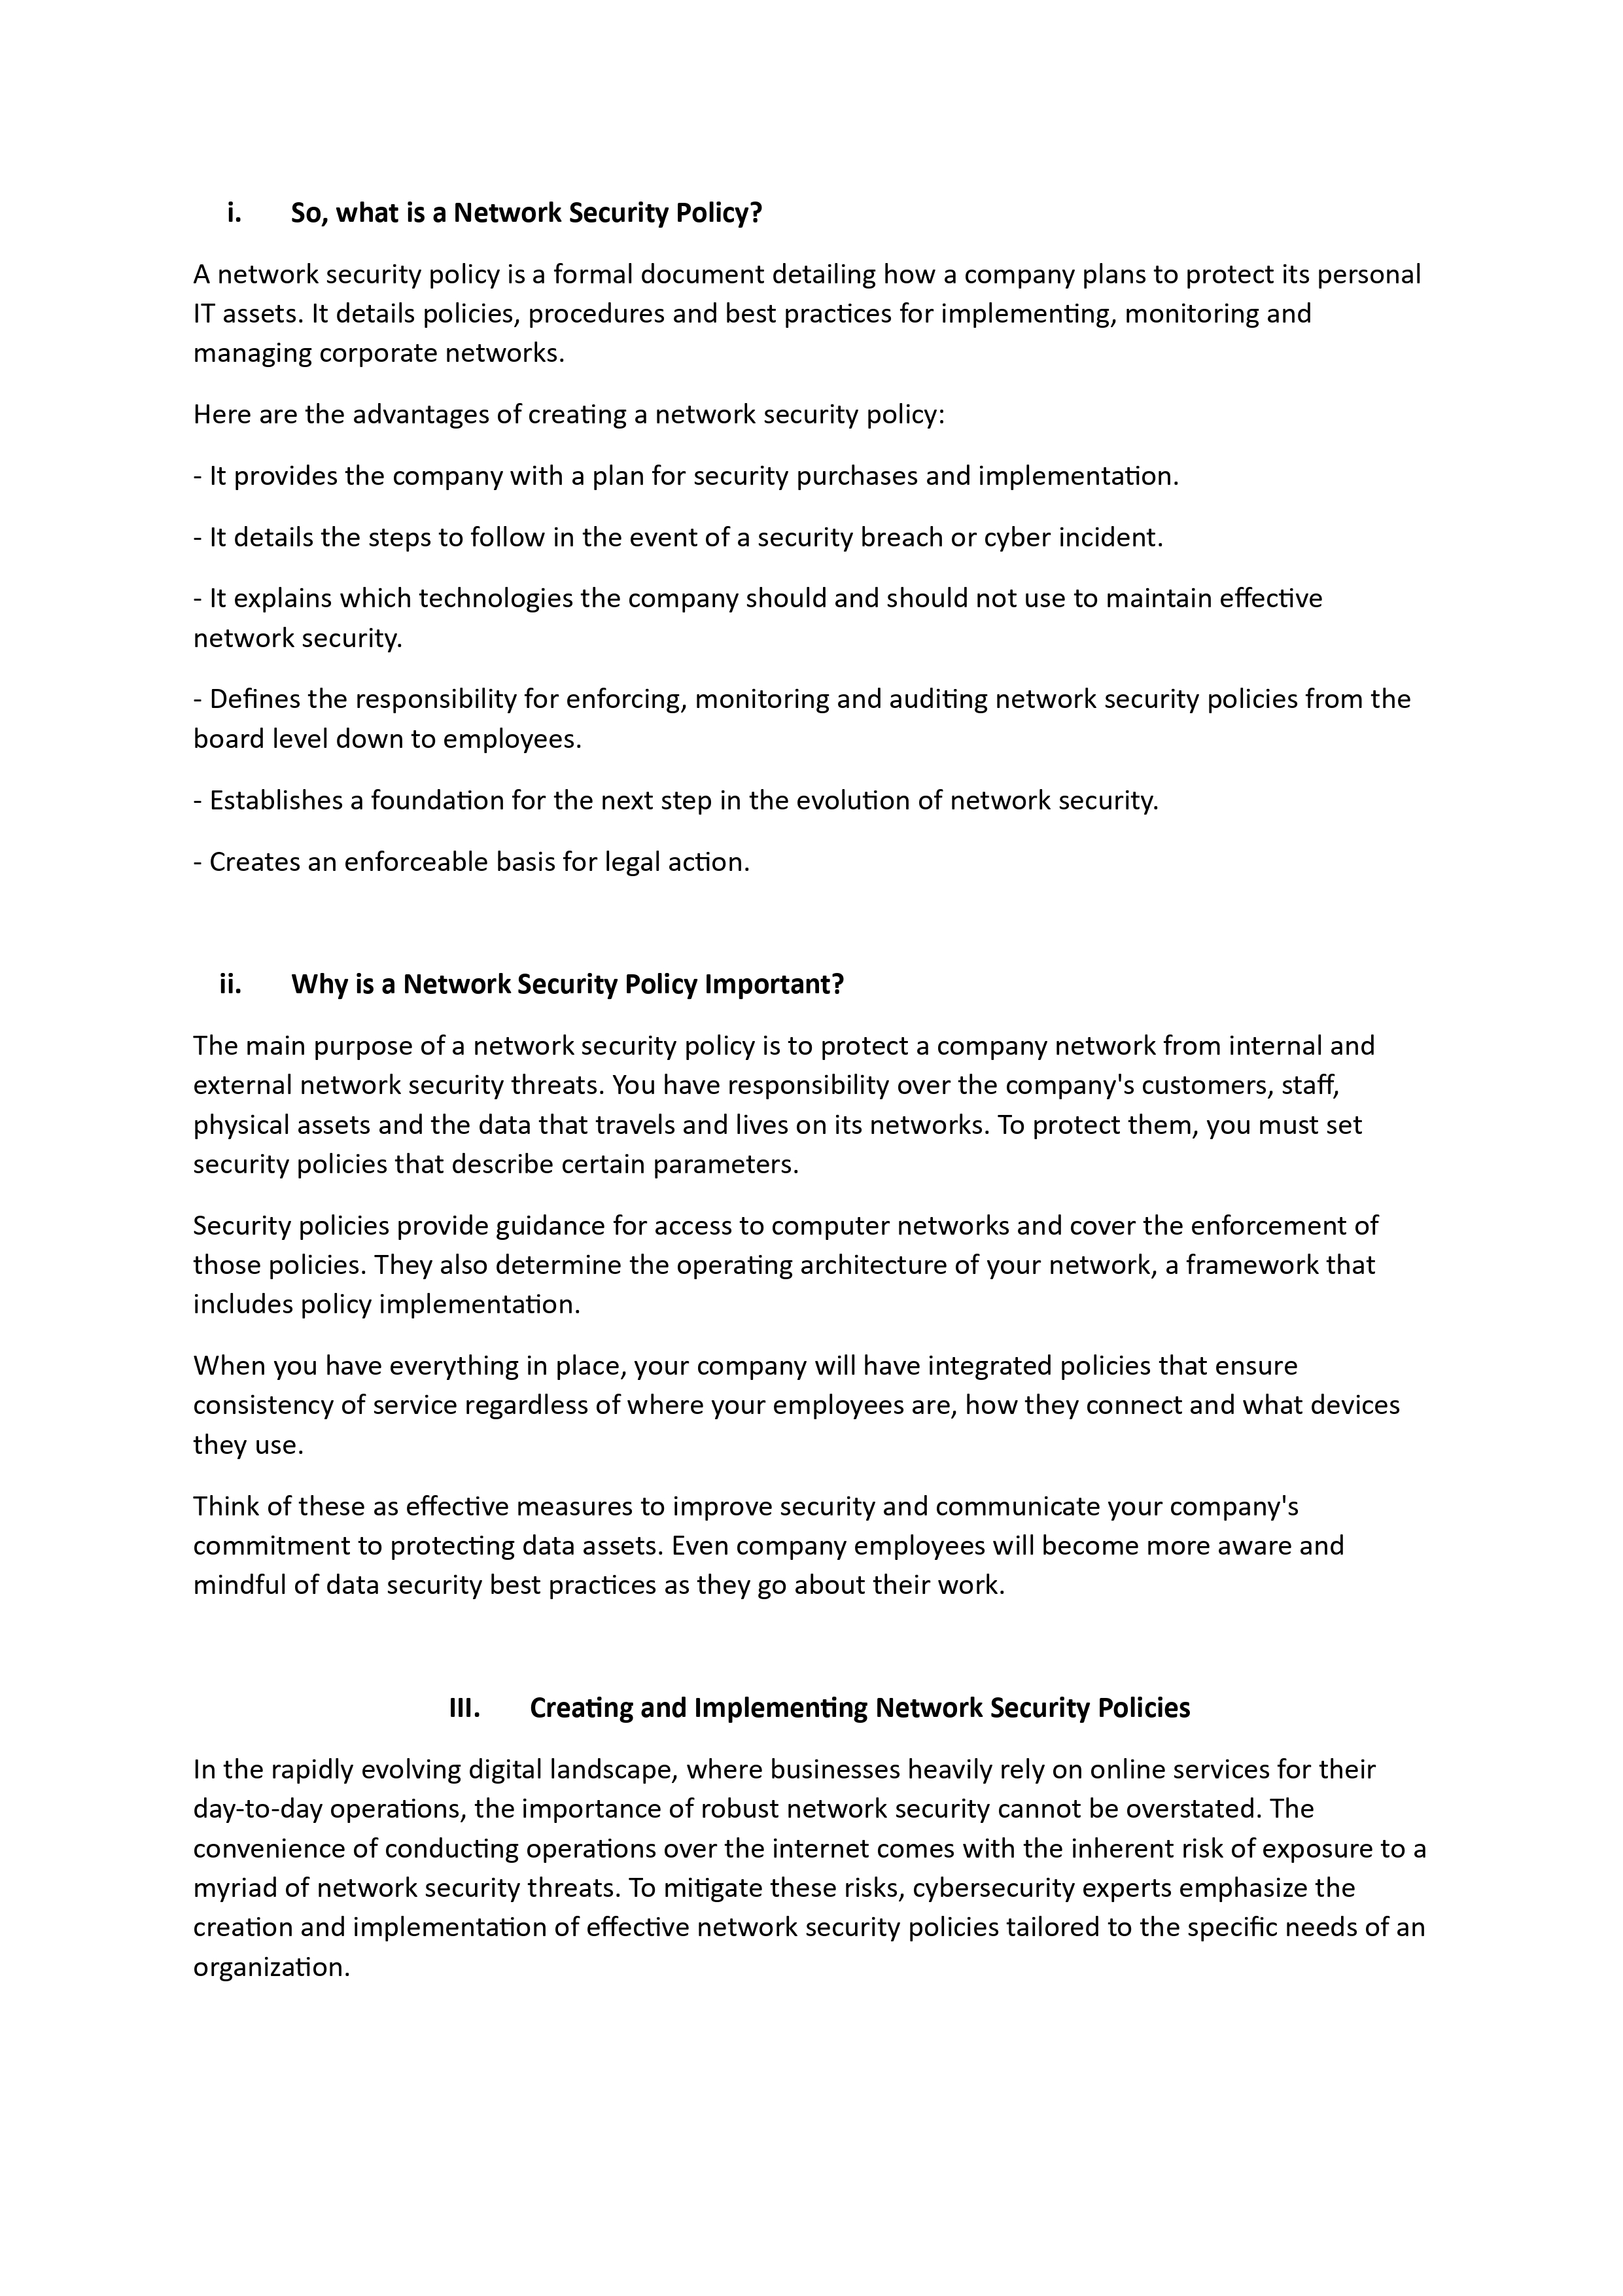 i. So, what is a Network Security Policy?
A network security policy is a formal document detailing how a company plans to protect its personal
IT assets. It details policies, procedures and best practices for implementing, monitoring and
managing corporate networks.
Here are the advantages of creating a network security policy:
- It provides the company with a plan for security purchases and implementation.
- It details the steps to follow in the event of a security breach or cyber incident.
- It explains which technologies the company should and should not use to maintain effective
network security.
- Defines the responsibility for enforcing, monitoring and auditing network security policies from the
board level down to employees.
- Establishes a foundation for the next step in the evolution of network security.
- Creates an enforceable basis for legal action.
ii. Why is a Network Security Policy Important?
The main purpose of a network security policy is to protect a company network from internal and
external network security threats. You have responsibility over the company's customers, staff,
physical assets and the data that travels and lives on its networks. To protect them, you must set
security policies that describe certain parameters.
Security policies provide guidance for access to computer networks and cover the enforcement of
those policies. They also determine the operating architecture of your network, a framework that
includes policy implementation.
When you have everything in place, your company will have integrated policies that ensure
consistency of service regardless of where your employees are, how they connect and what devices
they use.
Think of these as effective measures to improve security and communicate your company's
commitment to protecting data assets. Even company employees will become more aware and
mindful of data security best practices as they go about their work.
III. Creating and Implementing Network Security Policies
In the rapidly evolving digital landscape, where businesses heavily rely on online services for their
day-to-day operations, the importance of robust network security cannot be overstated. The
convenience of conducting operations over the internet comes with the inherent risk of exposure to a
myriad of network security threats. To mitigate these risks, cybersecurity experts emphasize the
creation and implementation of effective network security policies tailored to the specific needs of an
organization.